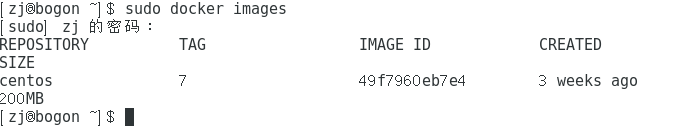 [zj@bogon ~]$ sudo docker images
[sudo] zj 的密码：
REPOSITORY TAG IMAGE ID CREATED
SIZE
centos 7 49f7960eb7e4 3 weeks ago
200MB
[zj@bogon ~]$